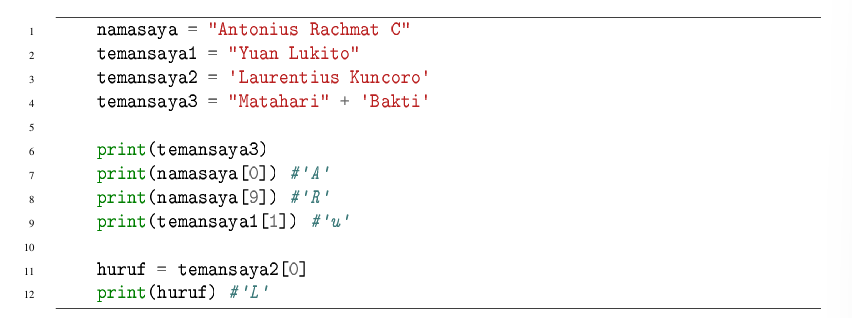 1 namasaya = "Antonius Rachmat C"
2 temansaya1 = "Yuan Lukito"
3 temansaya2 = 'Laurentius Kuncoro'
4 temansaya3 = "Matahari" + 'Bakti'
5
6 print(temansaya3)
7 print(namasaya[0]) #'A'
8 print(namasaya[9]) #'R'
9 print(temansaya1[1]) #'u'
10
11 huruf = temansaya2[0]
12 print(huruf) #'L'